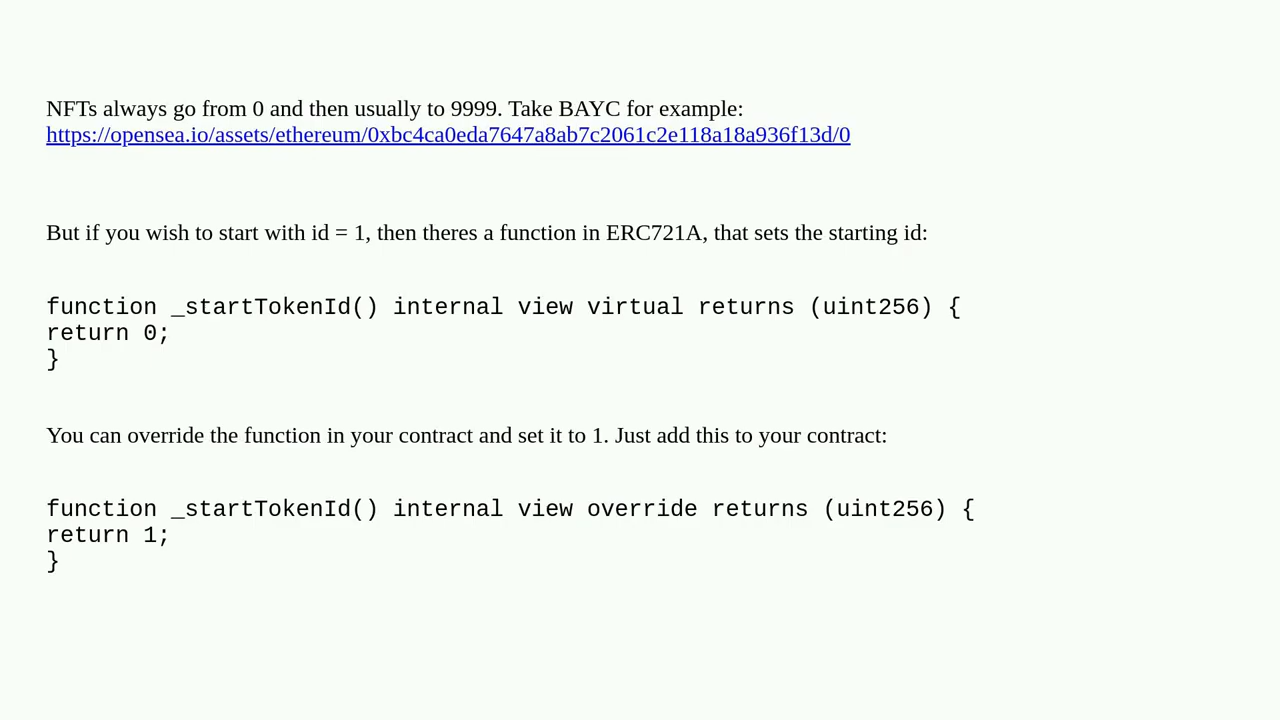 NFTs always go from 0 and then usually to 9999. Take BAYC for example:
https://opensea.io/assets/ethereum/0xbc4ca0eda7647a8ab7c2061c2e118a18a936f13d/0
But if you wish to start with id = 1, then theres a function in ERC721A, that sets the starting id:
function _startTokenId() internal view virtual returns (uint256) {
return 0;
}
You can override the function in your contract and set it to 1. Just add this to your contract:
function _startTokenId() internal view override returns (uint256) {
return 1;
}